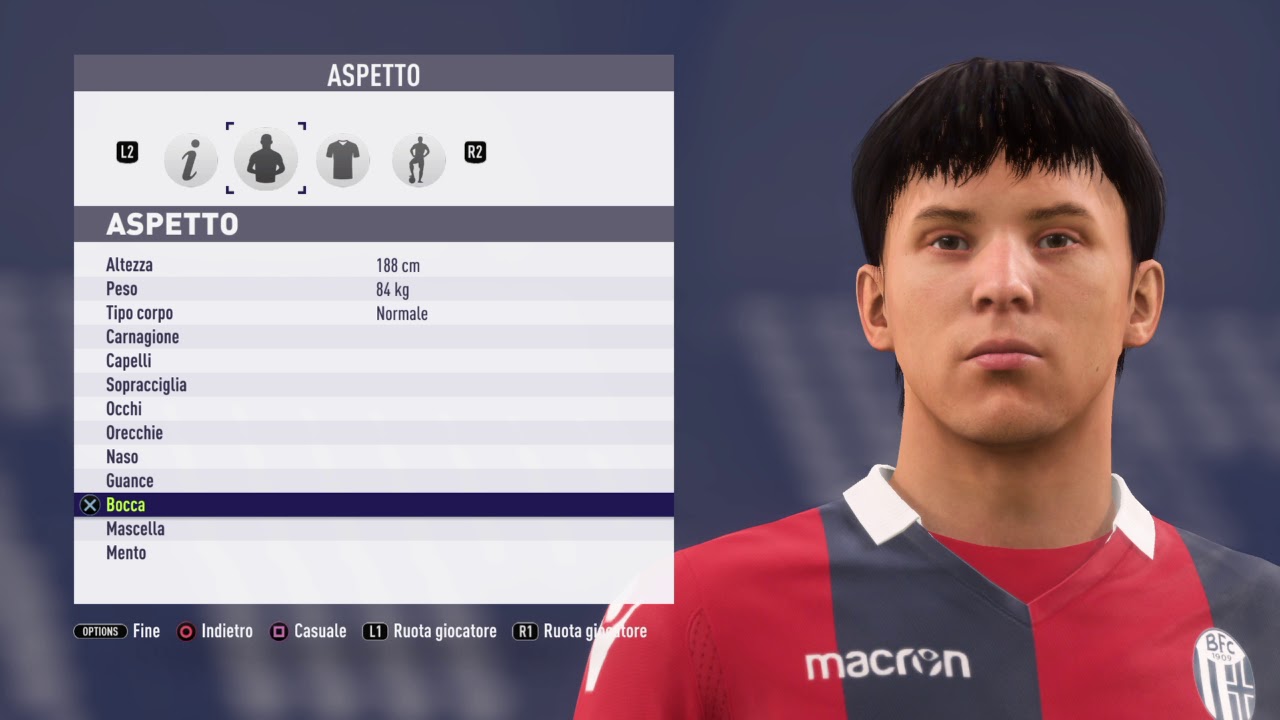 ASPETTO
L2
R2
ASPETTO
Altezza 188 cm
Peso 84 kg
Tipo corpo Normale
Carnagione
Capelli
Sopracciglia
Occhi
Orecchie
Naso
Guance
Bocca
Mascella
Mento
OPTIONS Fine Indietro Casuale L1 Ruota giocatore R1 Ruota giocatore
macron
BFC
1909